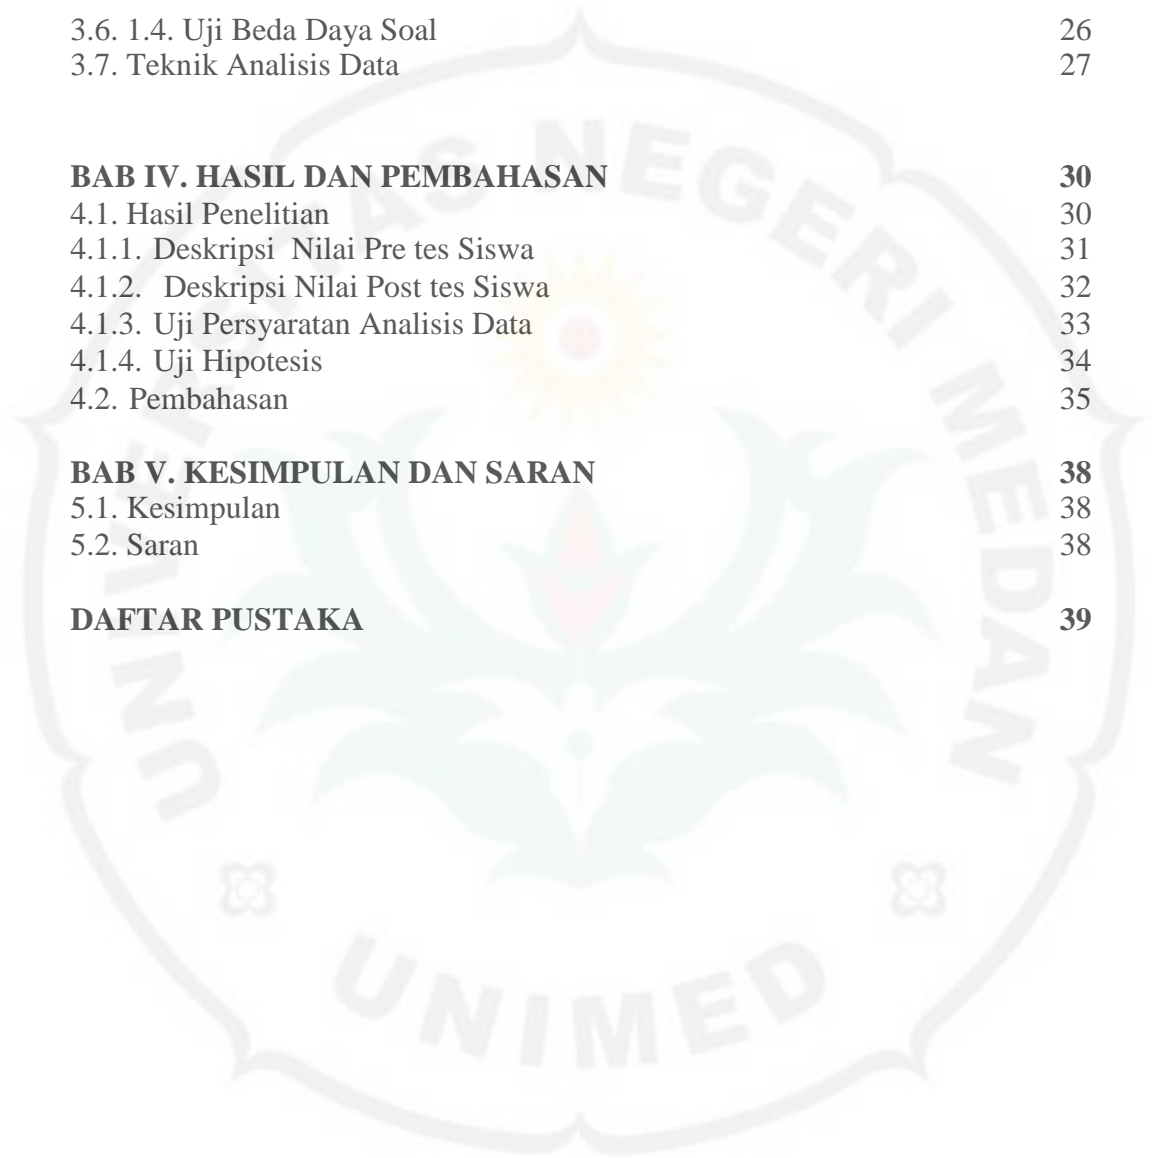 3.6. 1.4. Uji Beda Daya Soal 26
3.7. Teknik Analisis Data 27
BAB IV. HASIL DAN PEMBAHASAN 30
4.1. Hasil Penelitian 30
4.1.1. Deskripsi Nilai Pre tes Siswa 31
4.1.2. Deskripsi Nilai Post tes Siswa 32
4.1.3. Uji Persyaratan Analisis Data 33
4.1.4. Uji Hipotesis 34
4.2. Pembahasan 35
BAB V. KESIMPULAN DAN SARAN 38
5.1. Kesimpulan 38
5.2. Saran 38
DAFTAR PUSTAKA 39
UNIVERSITAS NEGERI MEDAN
UNIMED